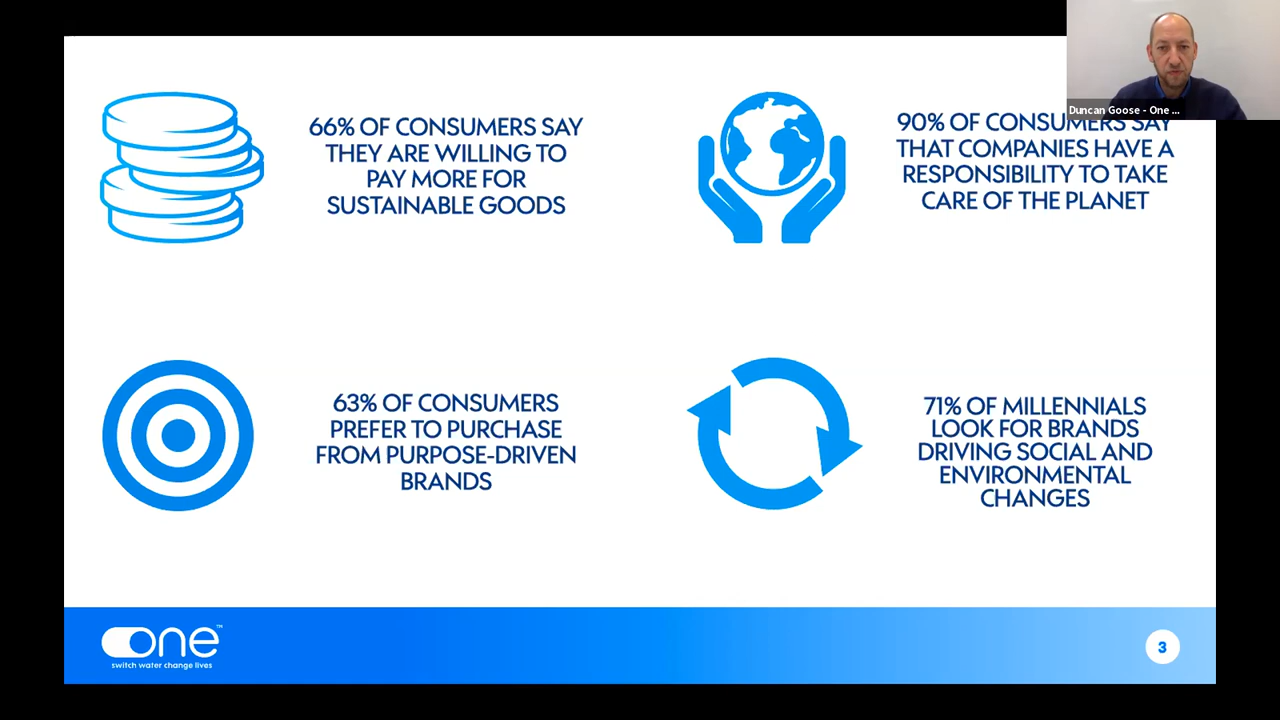 Duncan Goose - One ...
66% OF CONSUMERS SAY
THEY ARE WILLING TO
PAY MORE FOR
SUSTAINABLE GOODS
90% OF CONSUMERS SAY
THAT COMPANIES HAVE A
RESPONSIBILITY TO TAKE
CARE OF THE PLANET
63% OF CONSUMERS
PREFER TO PURCHASE
FROM PURPOSE-DRIVEN
BRANDS
71% OF MILLENNIALS
LOOK FOR BRANDS
DRIVING SOCIAL AND
ENVIRONMENTAL
CHANGES
one™
switch water change lives
3